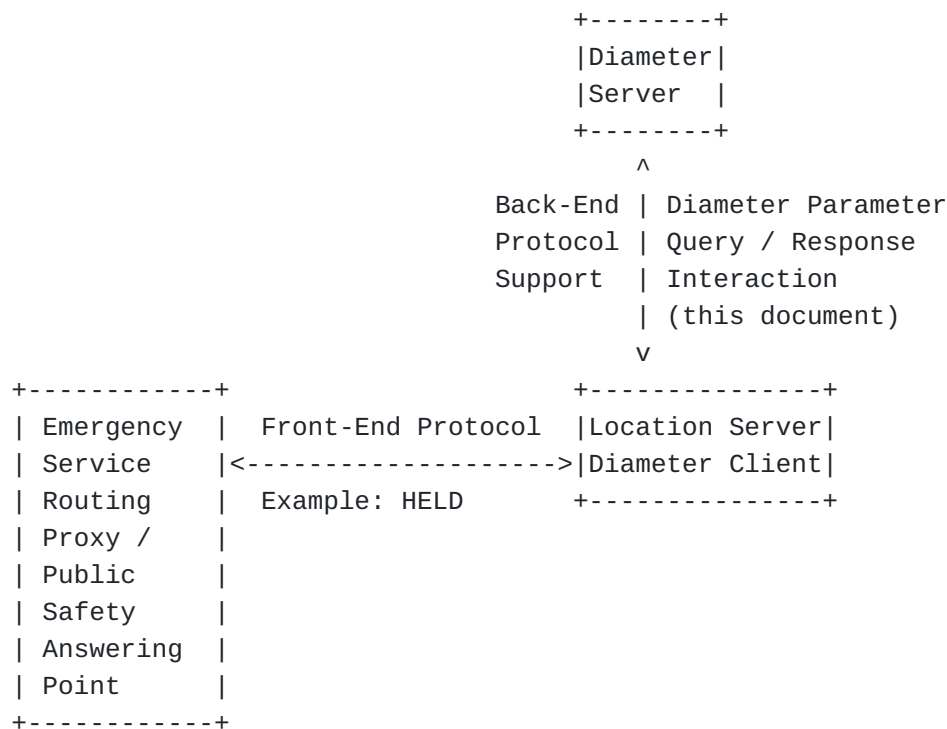 +--------+
|Diameter|
|Server  |
+--------+
^
Back-End | Diameter Parameter
Protocol | Query / Response
Support  | Interaction
| (this document)
v
+------------+                      +---------------+
| Emergency  |  Front-End Protocol  |Location Server|
| Service    |<-------------------->|Diameter Client|
| Routing    |  Example: HELD       +---------------+
| Proxy /    |
| Public     |
| Safety     |
| Answering  |
| Point      |
+------------+